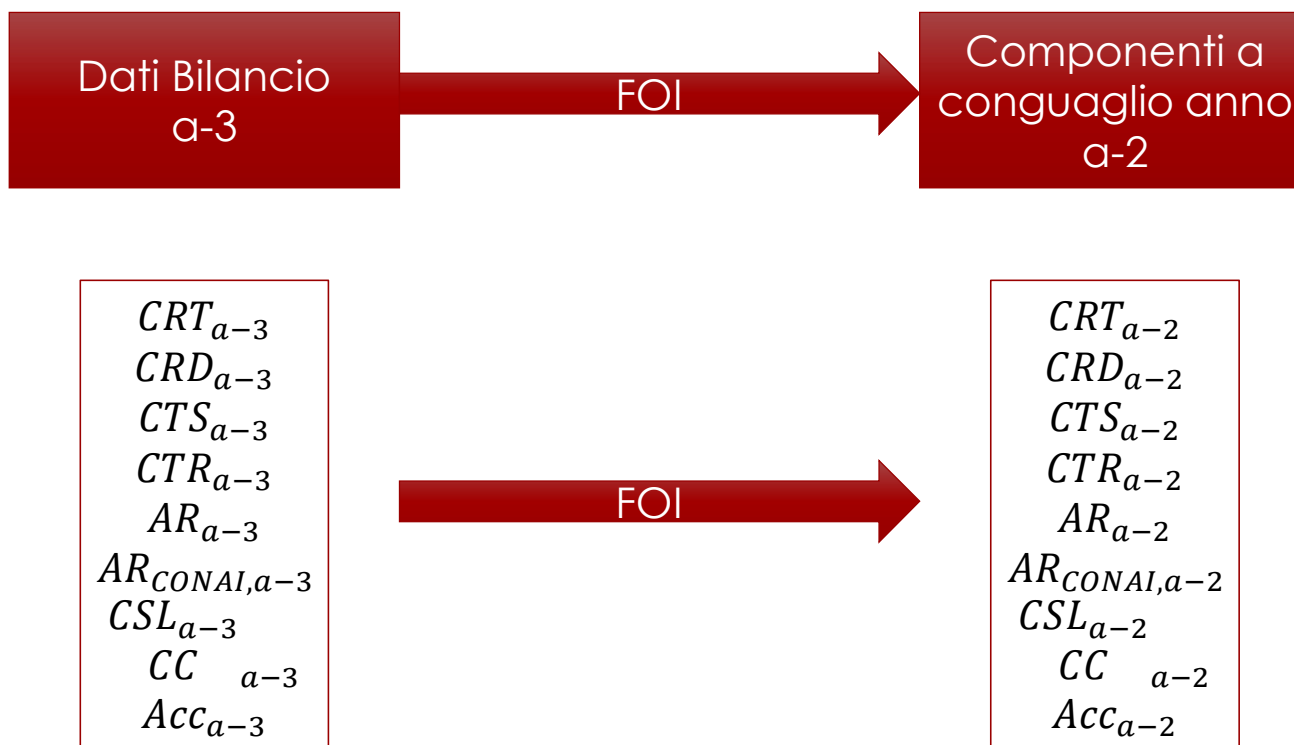 Dati Bilancio
a-3
FOI
Componenti a
conguaglio anno
a-2
CRT_{a−3}
CRD_{a−3}
CTS_{a−3}
CTR_{a−3}
AR_{a−3}
AR_{CONAI,a−3}
CSL_{a−3}
CC_{a−3}
Acc_{a−3}
FOI
CRT_{a−2}
CRD_{a−2}
CTS_{a−2}
CTR_{a−2}
AR_{a−2}
AR_{CONAI,a−2}
CSL_{a−2}
CC_{a−2}
Acc_{a−2}